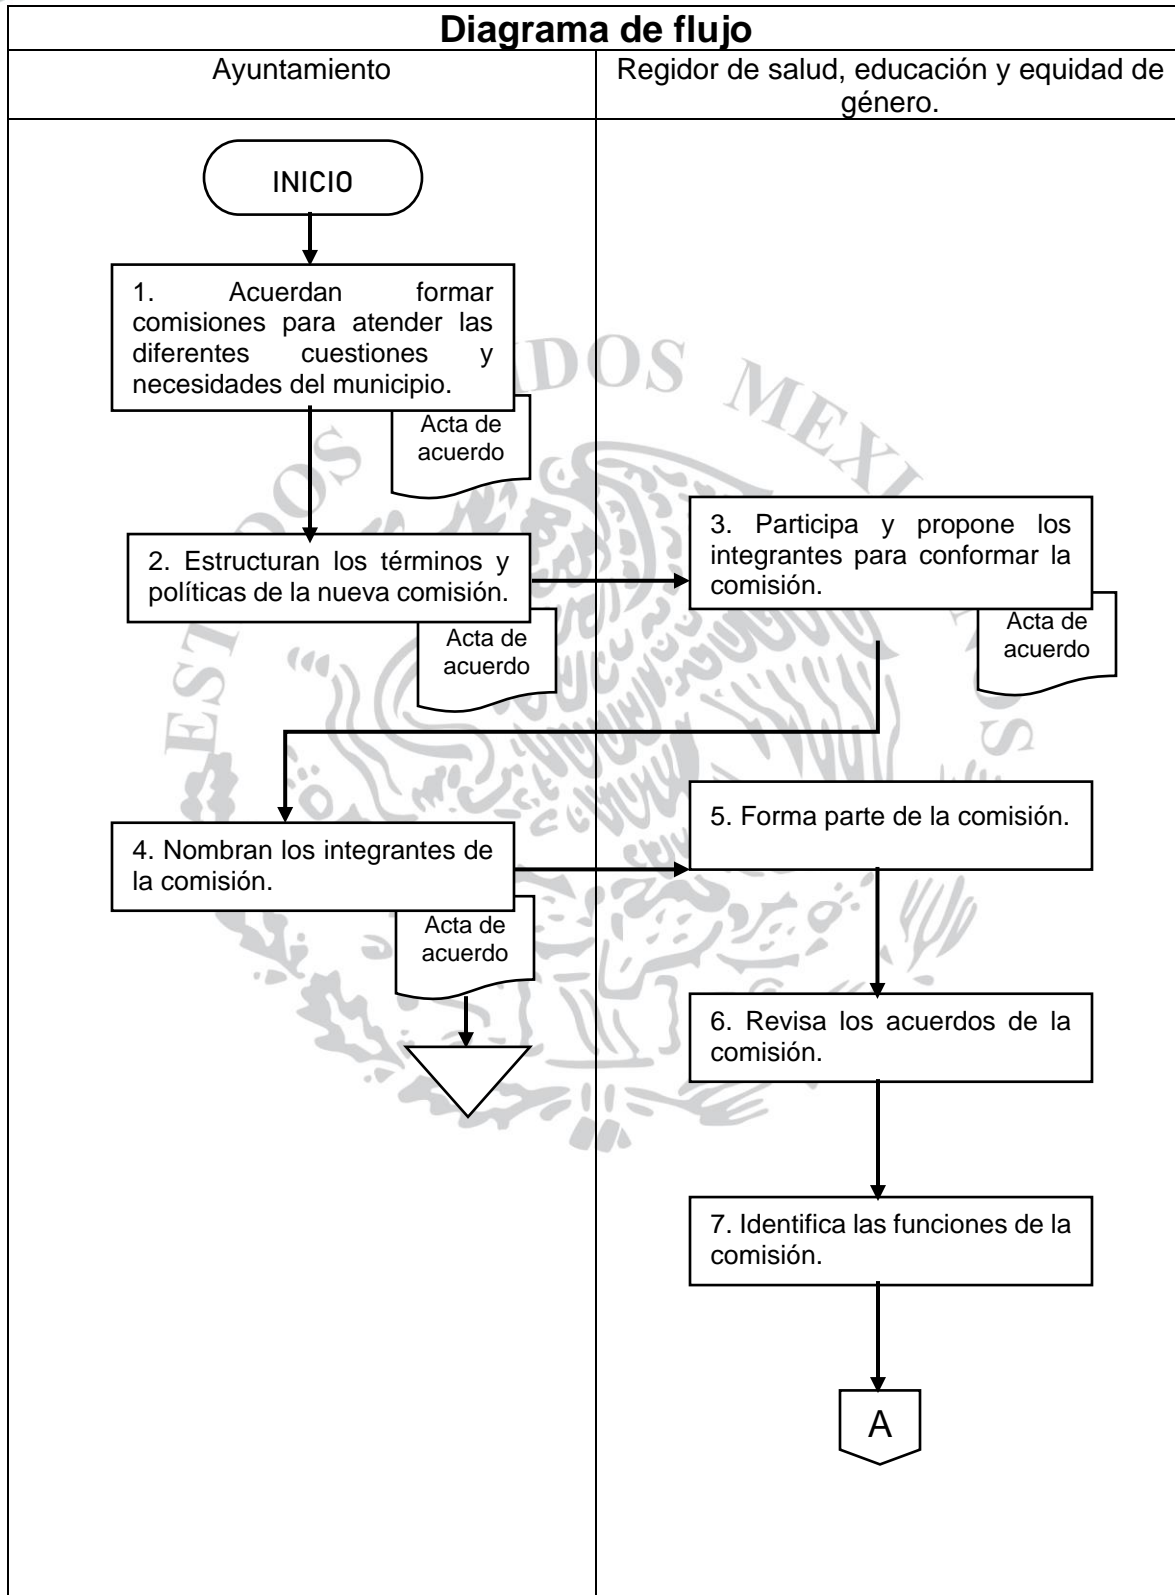 Diagrama de flujo
Ayuntamiento
Regidor de salud, educación y equidad de
género.
INICIO
1. Acuerdan formar
comisiones para atender las
diferentes cuestiones y
necesidades del municipio.
Acta de
acuerdo
2. Estructuran los términos y
políticas de la nueva comisión.
Acta de
acuerdo
3. Participa y propone los
integrantes para conformar la
comisión.
Acta de
acuerdo
4. Nombran los integrantes de
la comisión.
Acta de
acuerdo
5. Forma parte de la comisión.
6. Revisa los acuerdos de la
comisión.
7. Identifica las funciones de la
comisión.
A